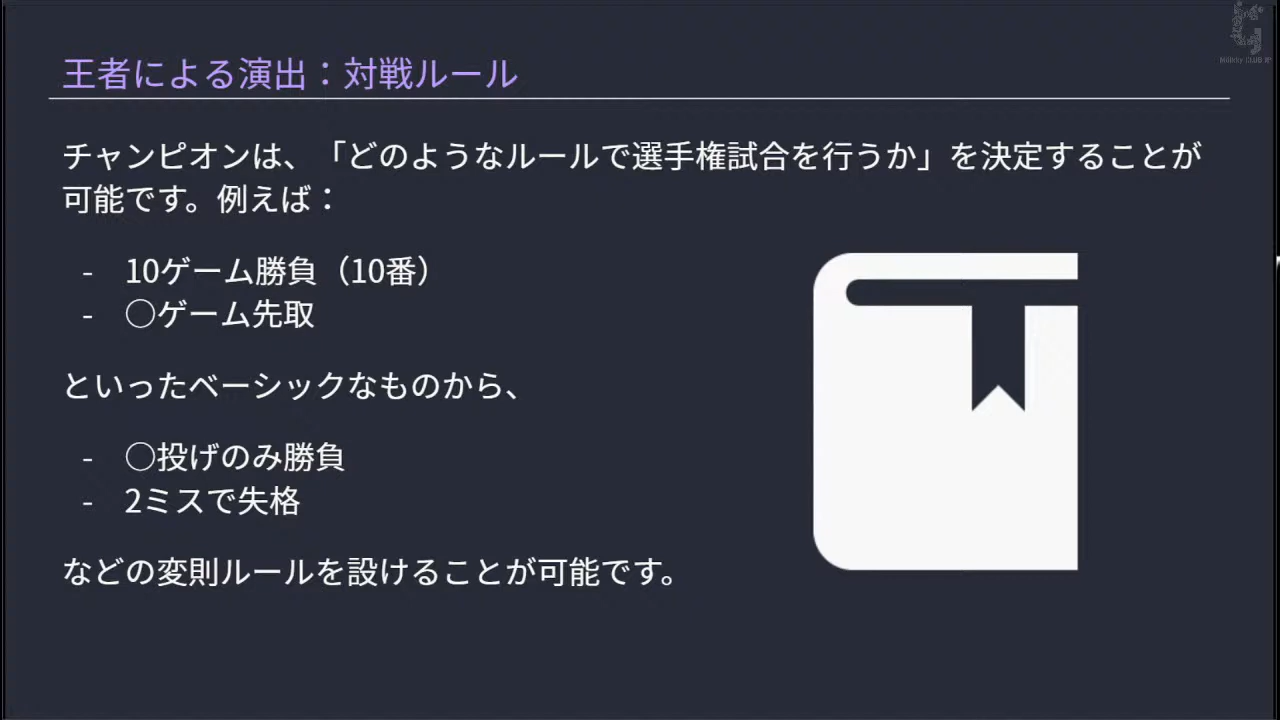 王者による演出：対戦ルール
チャンピオンは、「どのようなルールで選手権試合を行うか」を決定することが
可能です。例えば：
- 10ゲーム勝負（10番）
- ○ゲーム先取
といったベーシックなものから、
- ○投げのみ勝負
- 2ミスで失格
などの変則ルールを設けることが可能です。